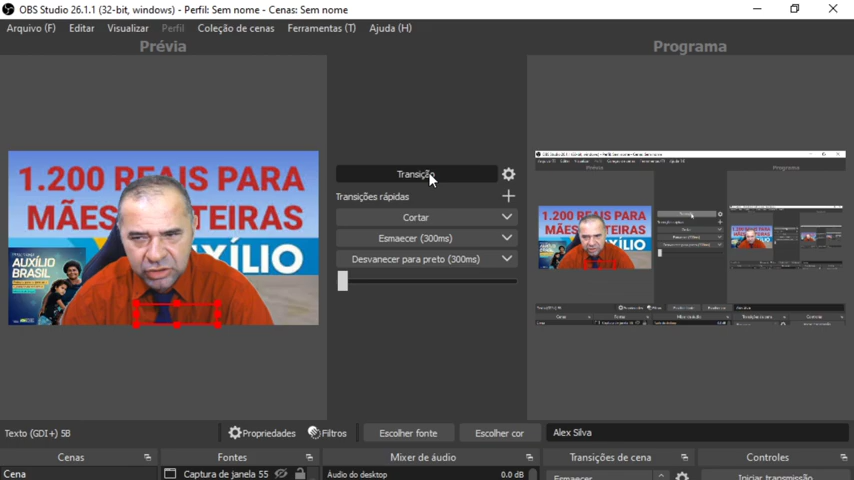 OBS Studio 26.1.1 (32-bit, windows) - Perfil: Sem nome - Cenas: Sem nome
Arquivo (F) Editar Visualizar Perfil Coleção de cenas Ferramentas (T) Ajuda (H)
Prévia
Programa
1.200 REAIS PARA
MÃES TEIRAS
XÍLIO
AUXÍLIO
BRASIL
Transição
Transições rápidas
Cortar
Esmaecer (300ms)
Desvanecer para preto (300ms)
Texto (GDI+) 58
Propriedades
Filtros
Escolher fonte
Escolher cor
Alex Silva
Cenas
Fontes
Mixer de áudio
Transições de cena
Controles
Cena
Captura de janela 55
Áudio do desktop
0.0 dB
Esmaecer
Iniciar transmissão